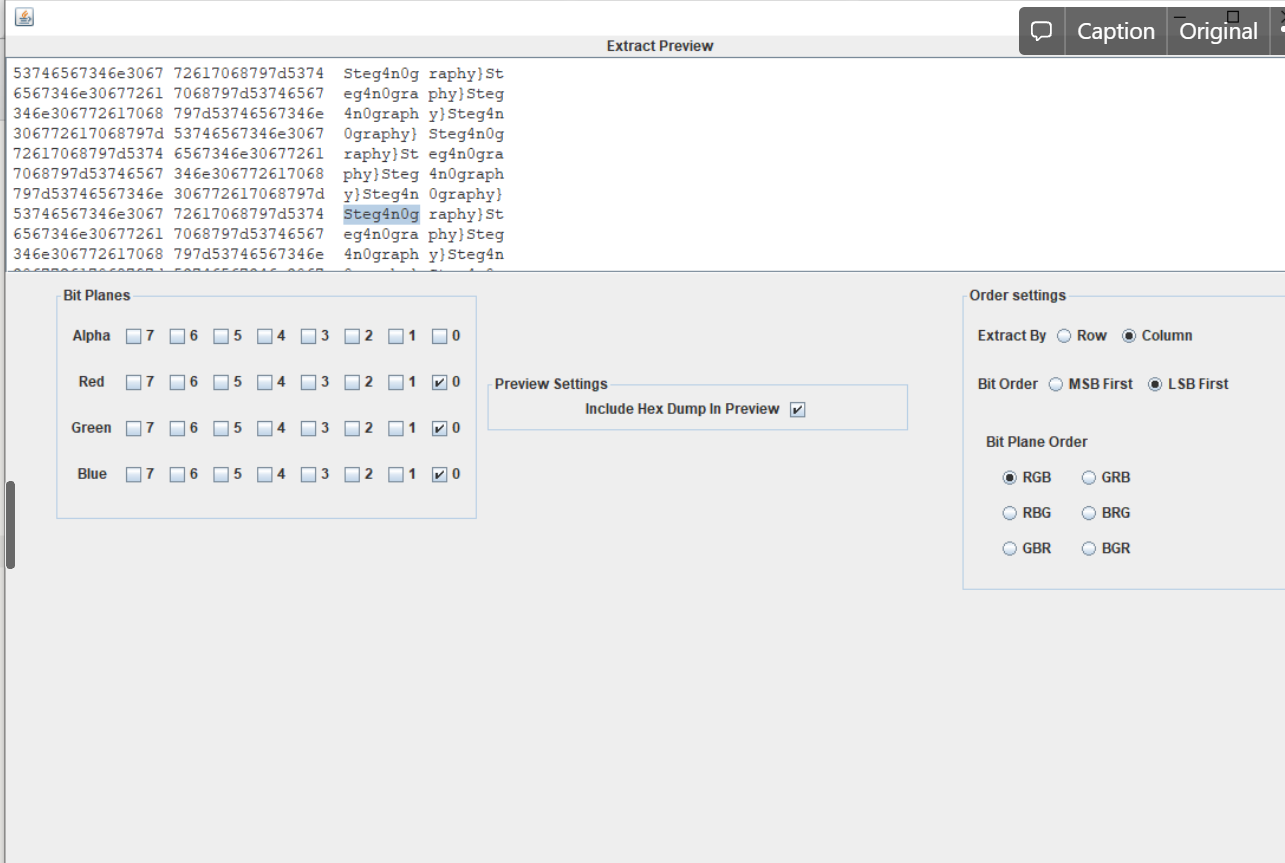 Caption Original
Extract Preview
53746567346e3067 72617068797d5374 Steg4n0g raphy}St
6567346e30677261 7068797d53746567 eg4n0gra phy}Steg
346e306772617068 797d53746567346e 4n0graph y}Steg4n
306772617068797d 53746567346e3067 0graphy} Steg4n0g
72617068797d5374 6567346e30677261 raphy}St eg4n0gra
7068797d53746567 346e306772617068 phy}Steg 4n0graph
797d53746567346e 306772617068797d y}Steg4n 0graphy}
53746567346e3067 72617068797d5374 Steg4n0g raphy}St
6567346e30677261 7068797d53746567 eg4n0gra phy}Steg
346e306772617068 797d53746567346e 4n0graph y}Steg4n
Bit Planes
Alpha 7 6 5 4 3 2 1 0
Red 7 6 5 4 3 2 1 0
Green 7 6 5 4 3 2 1 0
Blue 7 6 5 4 3 2 1 0
Preview Settings
Include Hex Dump In Preview
Order settings
Extract By Row Column
Bit Order MSB First LSB First
Bit Plane Order
RGB GRB
RBG BRG
GBR BGR